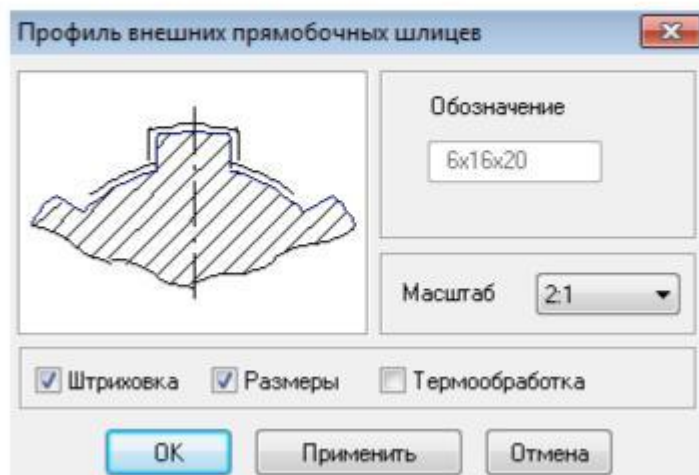 Профиль внешних прямобочных шлицев
Обозначение
6x16x20
Масштаб 2:1
Штриховка Размеры Термообработка
OK Применить Отмена